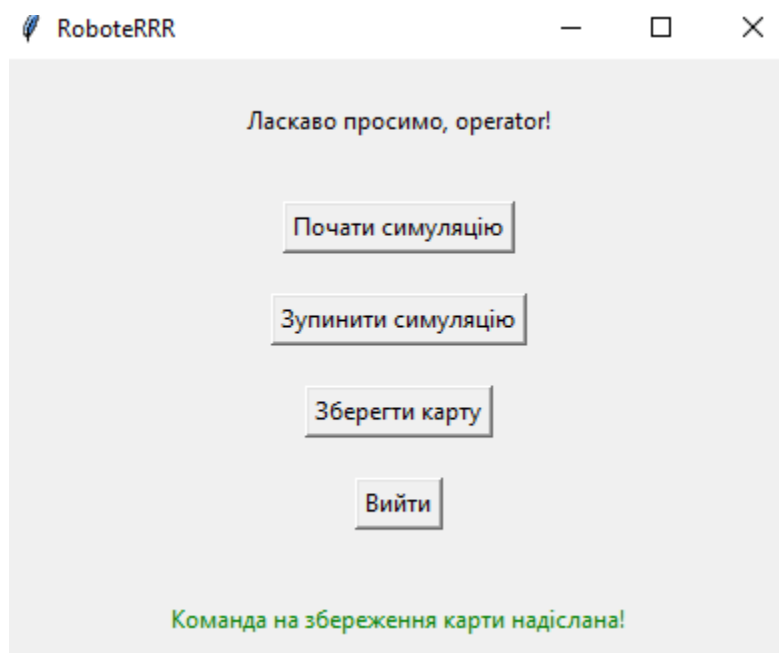 RoboteRRR
Ласкаво просимо, operator!
Почати симуляцію
Зупинити симуляцію
Зберегти карту
Вийти
Команда на збереження карти надіслана!